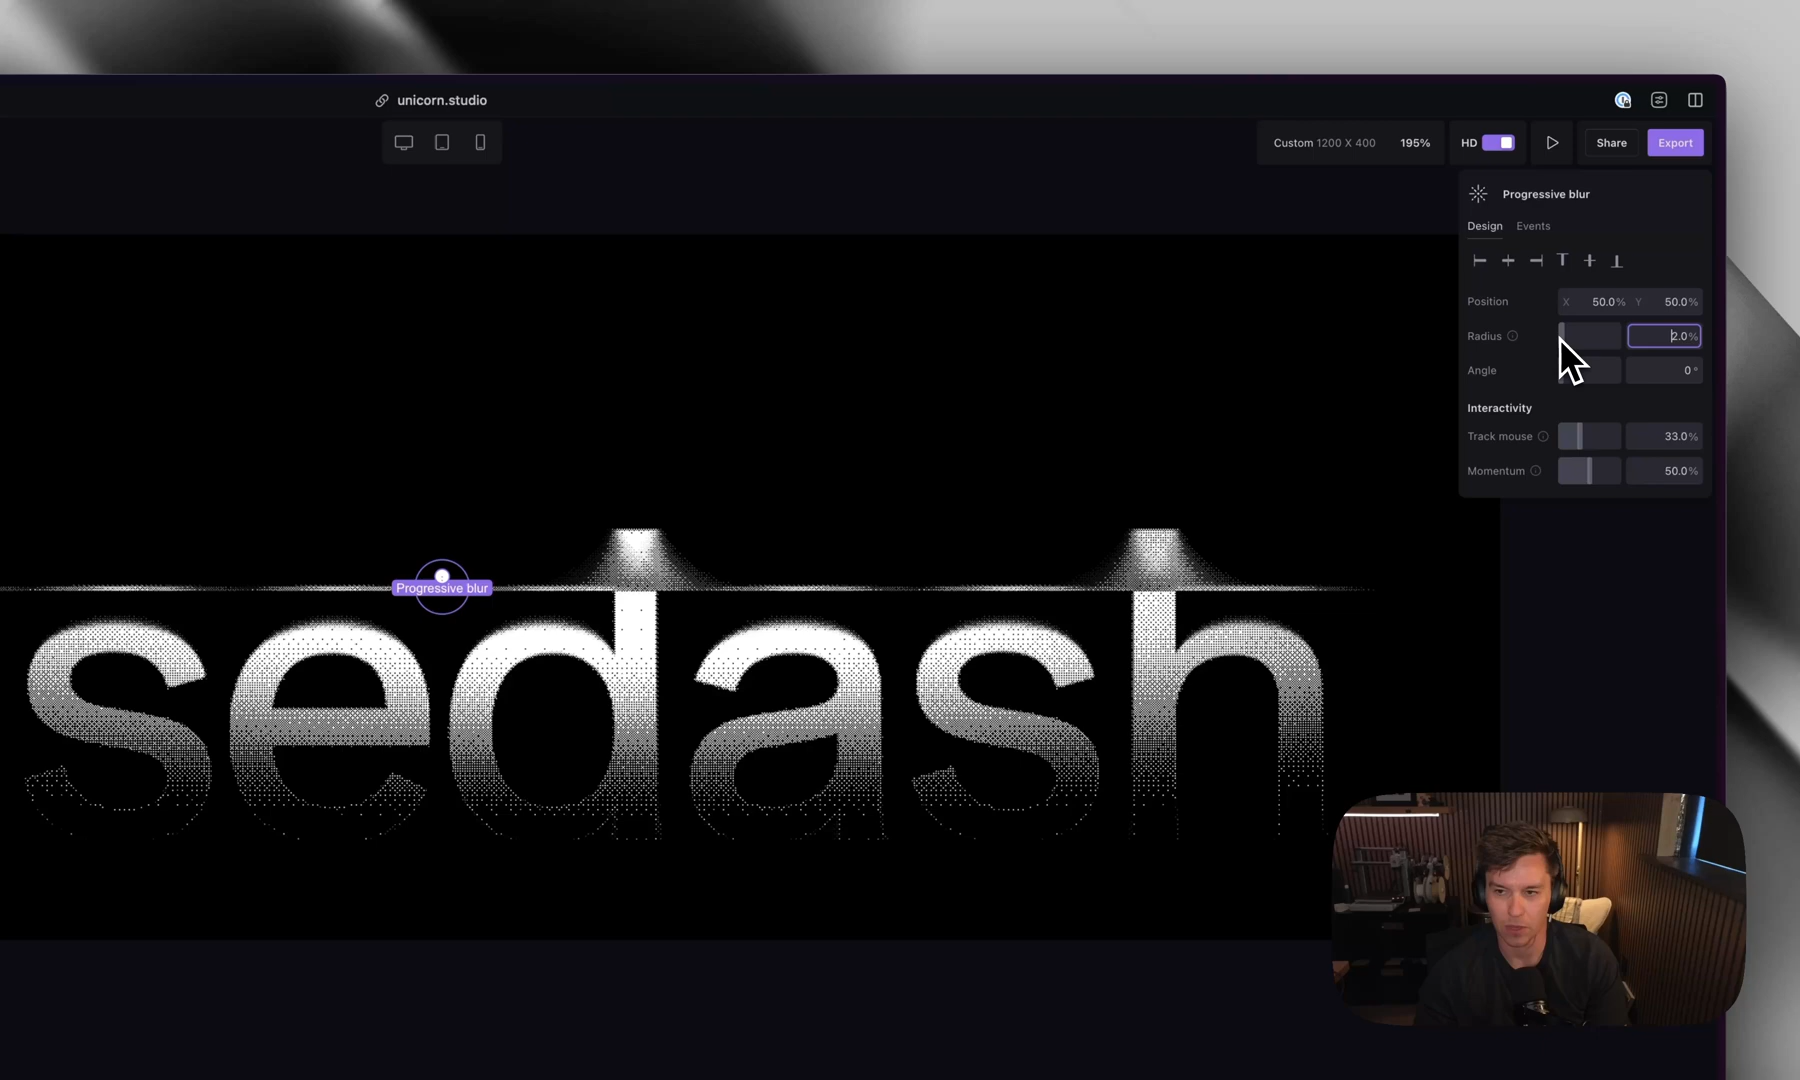 unicorn.studio
Custom 1200 X 400 195% HD Share Export
Progressive blur
Design Events
Position X 50.0% Y 50.0%
Radius 2.0%
Angle 0°
Interactivity
Track mouse 33.0%
Momentum 50.0%
Progressive blur
sedash